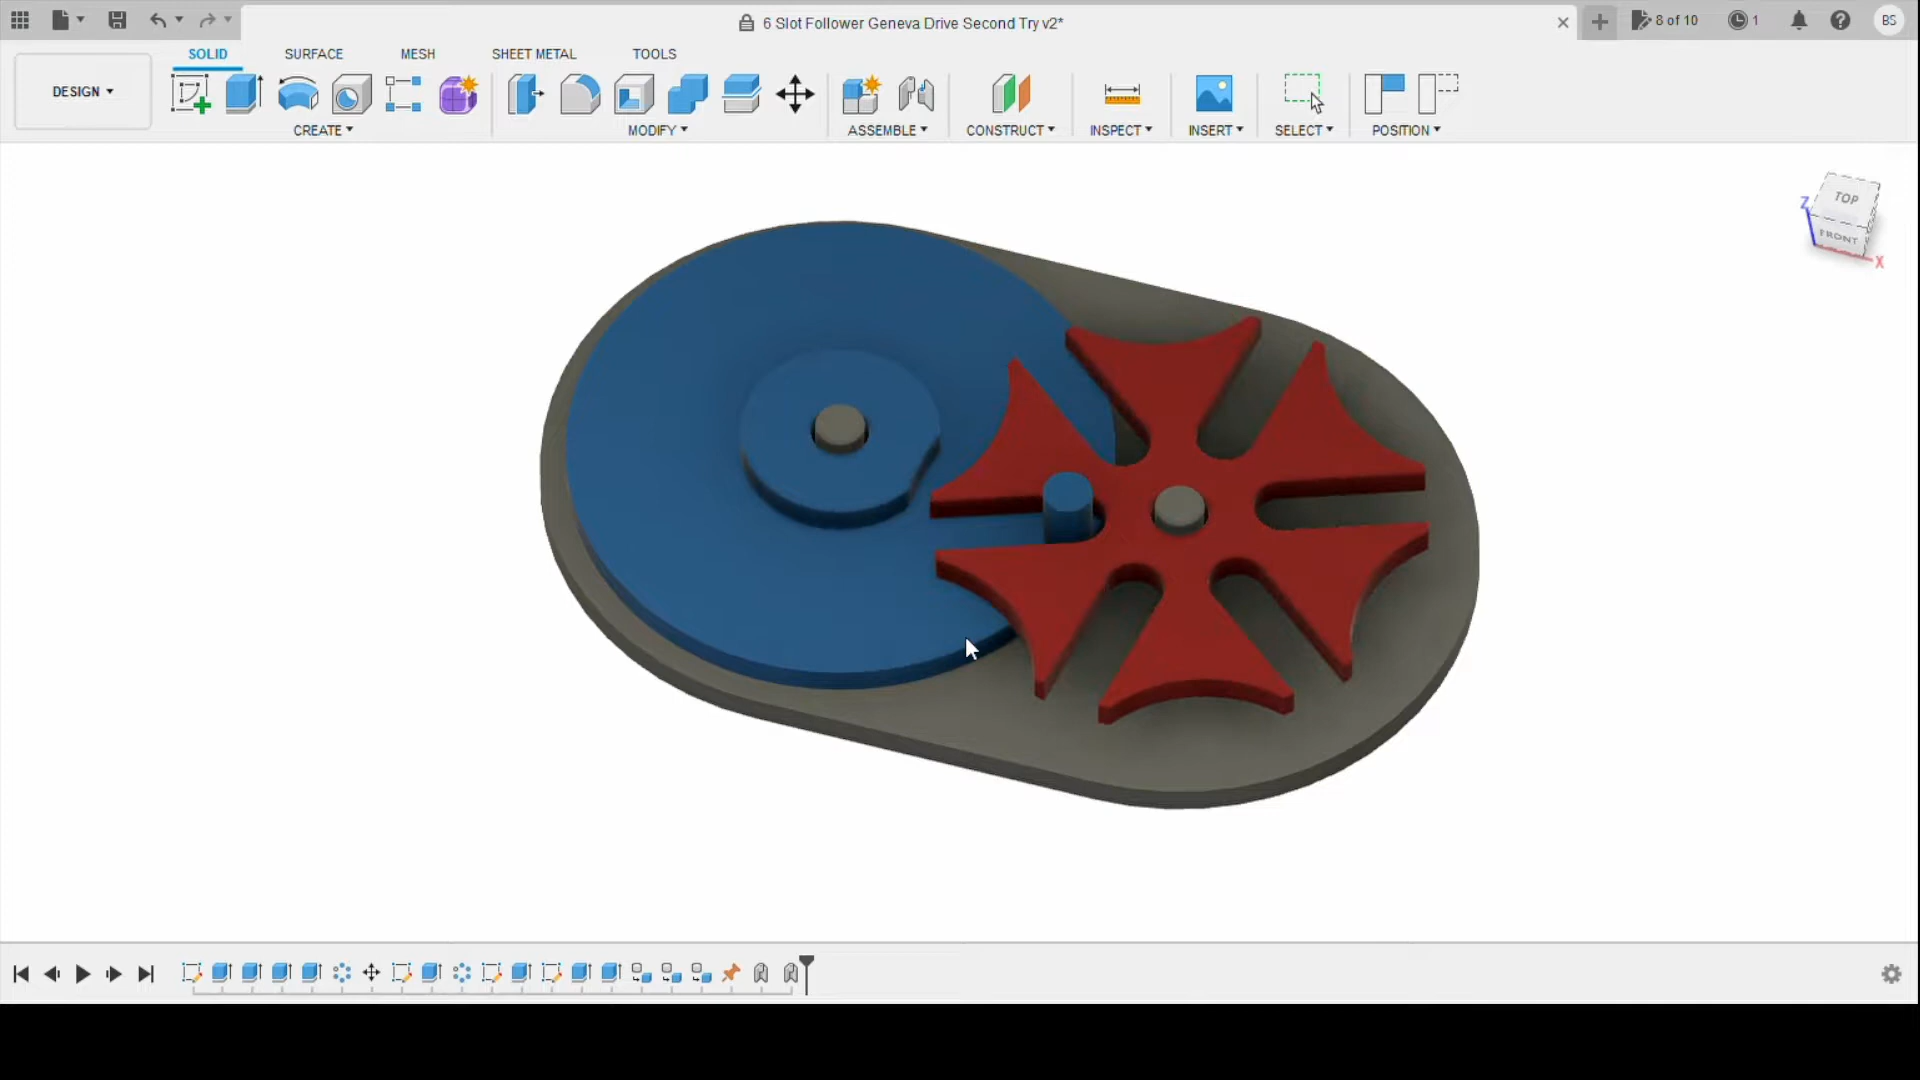 6 Slot Follower Geneva Drive Second Try v2*
8 of 10
1
BS
SOLID
SURFACE
MESH
SHEET METAL
TOOLS
DESIGN
CREATE
MODIFY
ASSEMBLE
CONSTRUCT
INSPECT
INSERT
SELECT
POSITION
TOP
FRONT
Z
X